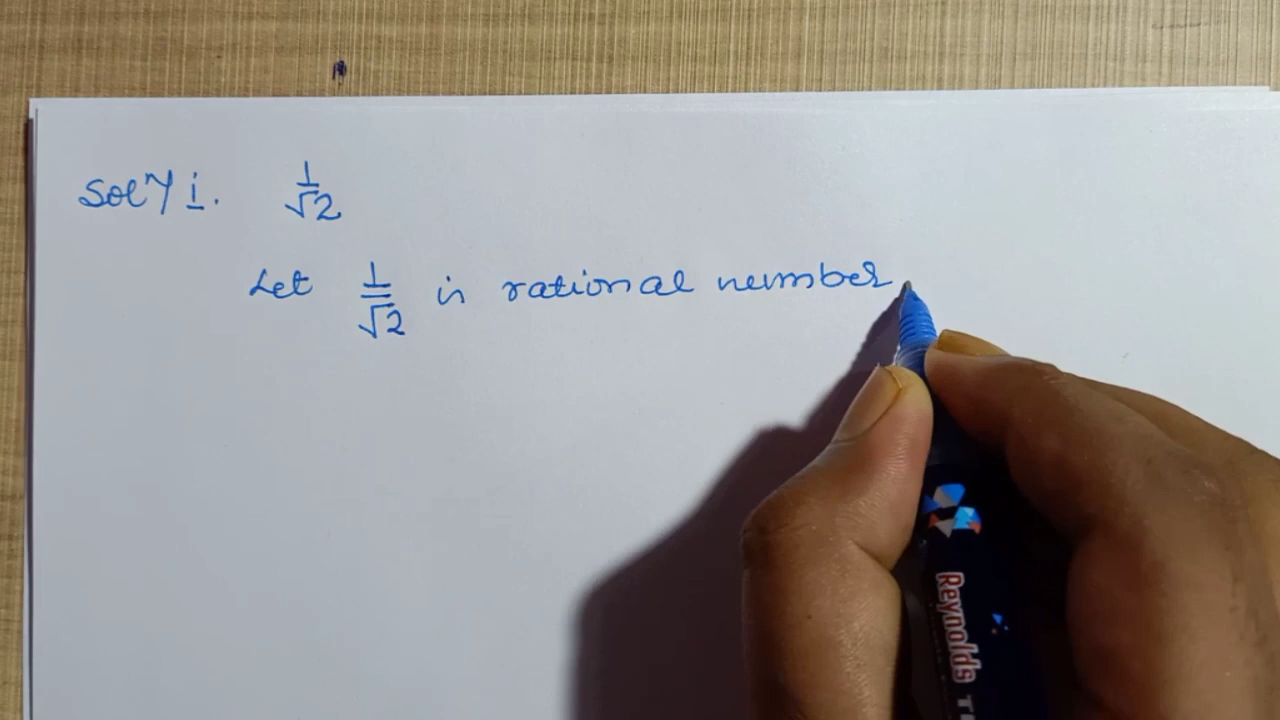 Solⁿ/ i. 1/√2
Let 1/√2 is rational number
Reynolds